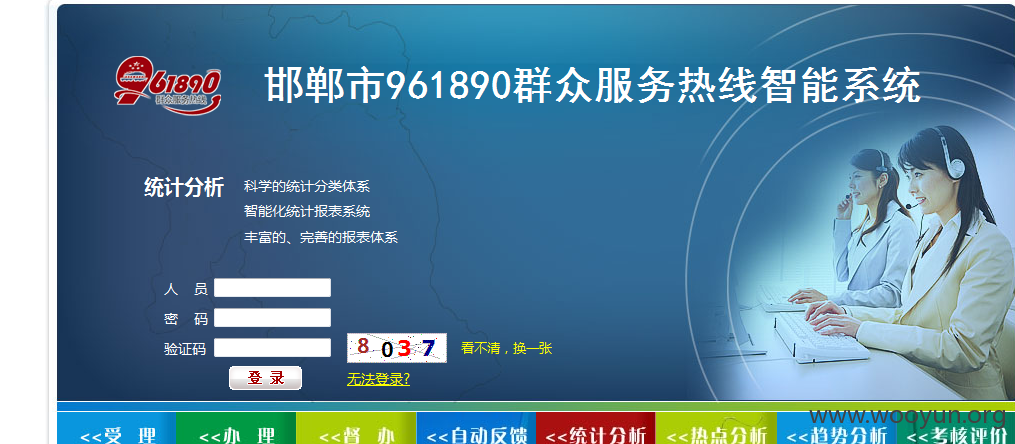 961890
群众服务热线
邯郸市961890群众服务热线智能系统
统计分析
科学的统计分类体系
智能化统计报表系统
丰富的、完善的报表体系
人 员
密 码
验证码 8037 看不清，换一张
登 录 无法登录?
www.wooyun.org
<<受 理 <<办 理 <<督 办 <<自动反馈 <<统计分析 <<热点分析 <<趋势分析 <<考核评价